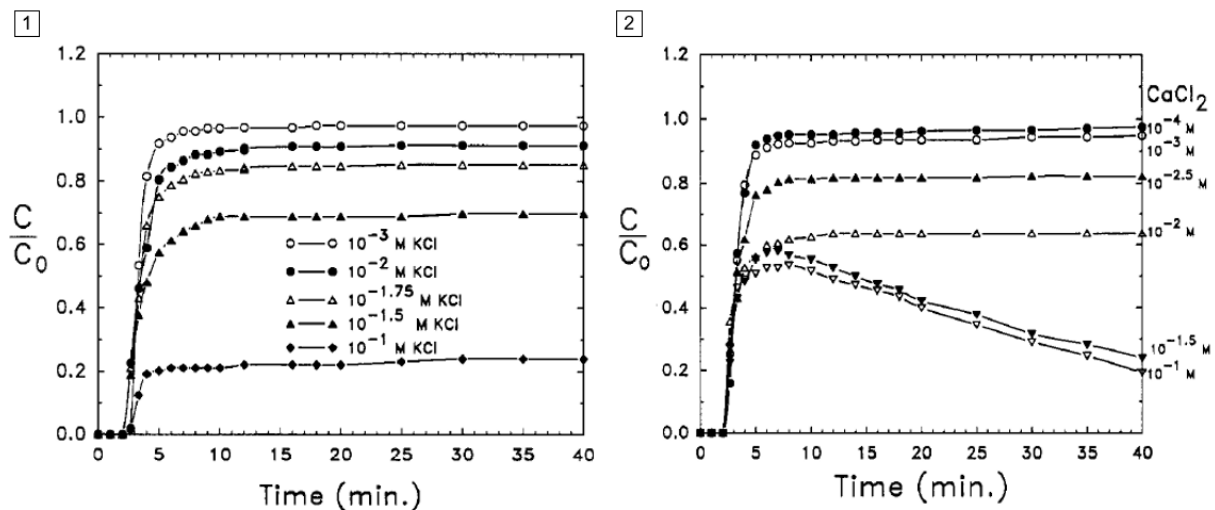 1
1.2
1.0
0.8
0.6
0.4
0.2
0.0
C
C0
10−3 M KCl
10−2 M KCl
10−1.75 M KCl
10−1.5 M KCl
10−1 M KCl
0 5 10 15 20 25 30 35 40
Time (min.)
2
1.2
1.0
0.8
0.6
0.4
0.2
0.0
C
C0
CaCl2
10−4 M
10−3 M
10−2.5 M
10−2 M
10−1.5 M
10−1 M
0 5 10 15 20 25 30 35 40
Time (min.)